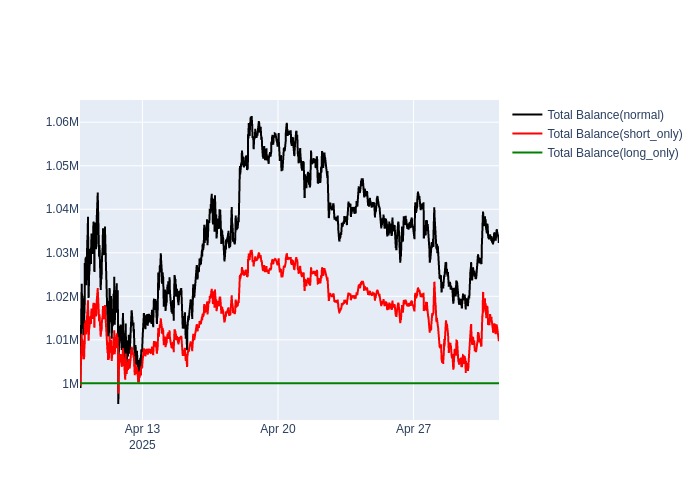 1.06M
1.05M
1.04M
1.03M
1.02M
1.01M
1M
Apr 13
2025
Apr 20
Apr 27
Total Balance(normal)
Total Balance(short_only)
Total Balance(long_only)